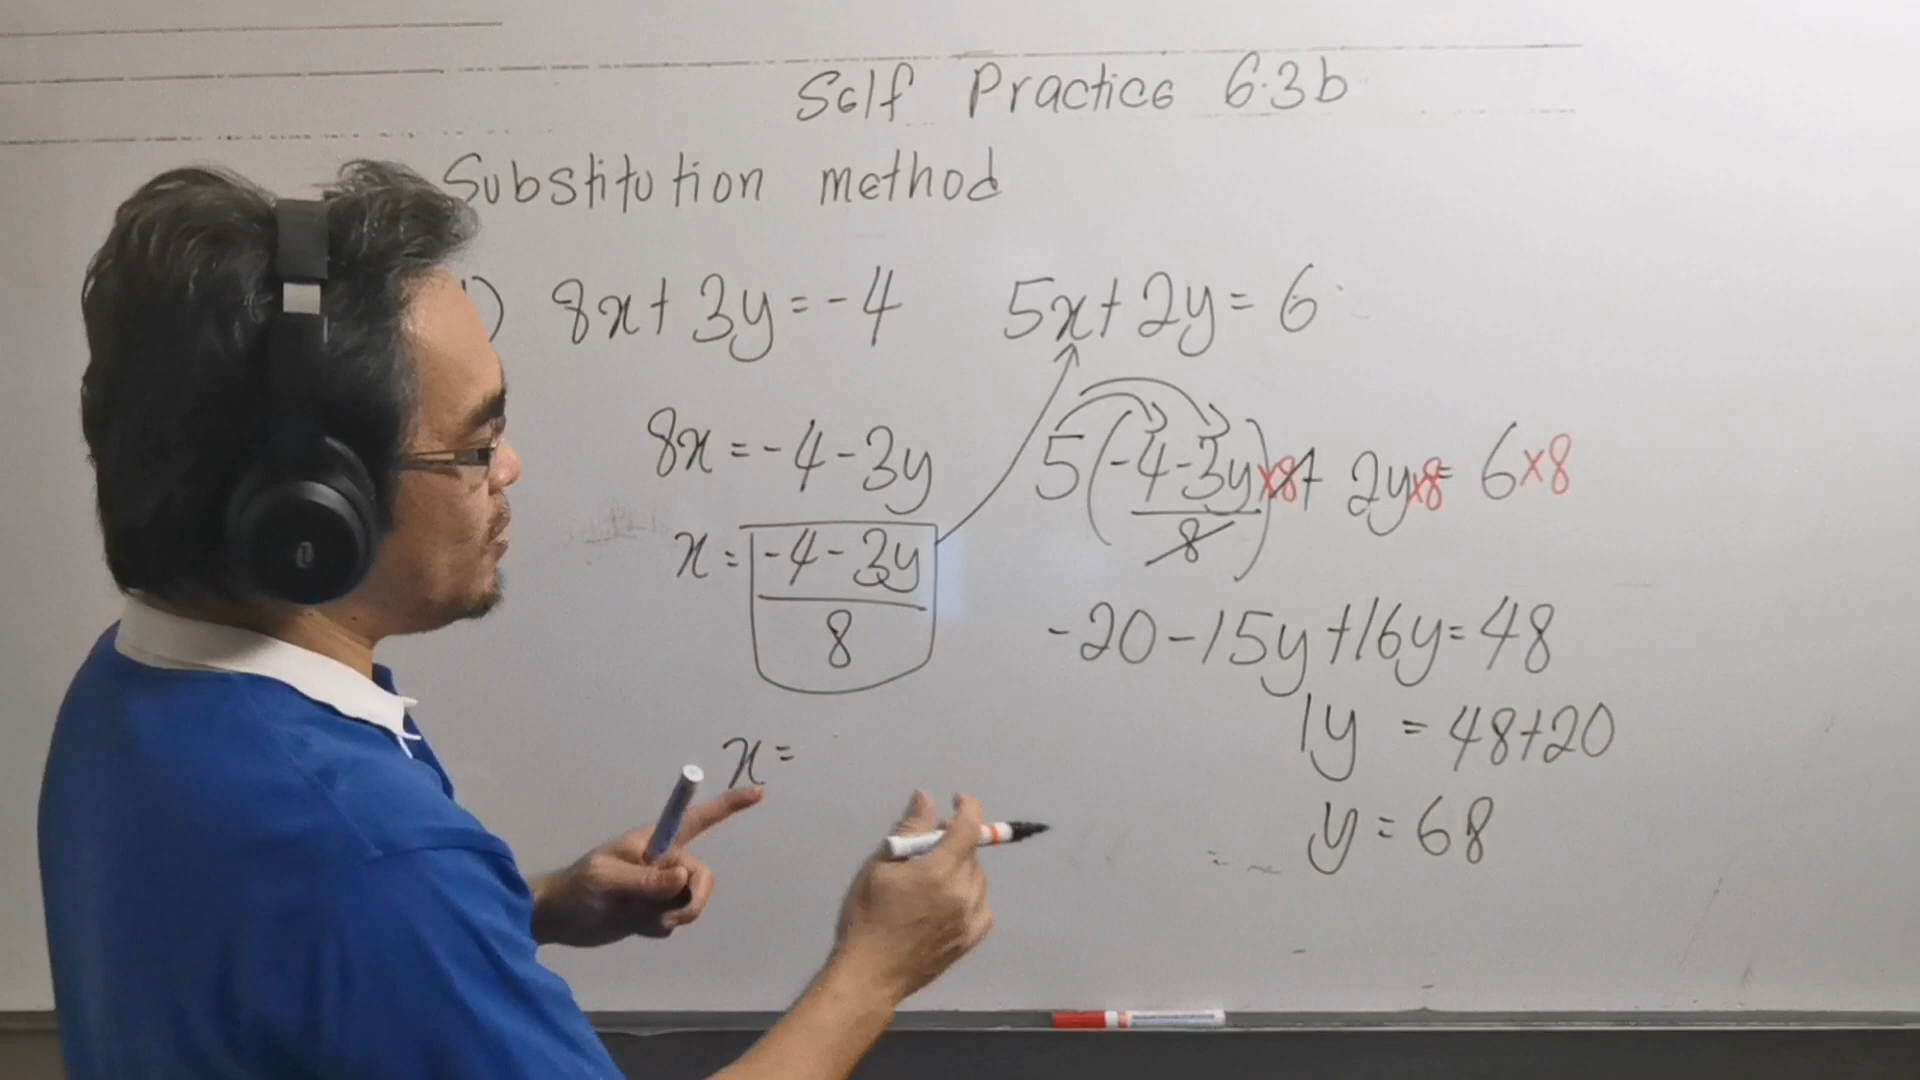 Self Practice 6.3b
Substitution method
1) 8x + 3y = -4    5x + 2y = 6
8x = -4 - 3y
x = -4 - 3y / 8
x =
5(-4 - 3y / 8)×8 + 2y×8 = 6×8
-20 - 15y + 16y = 48
1y = 48 + 20
y = 68